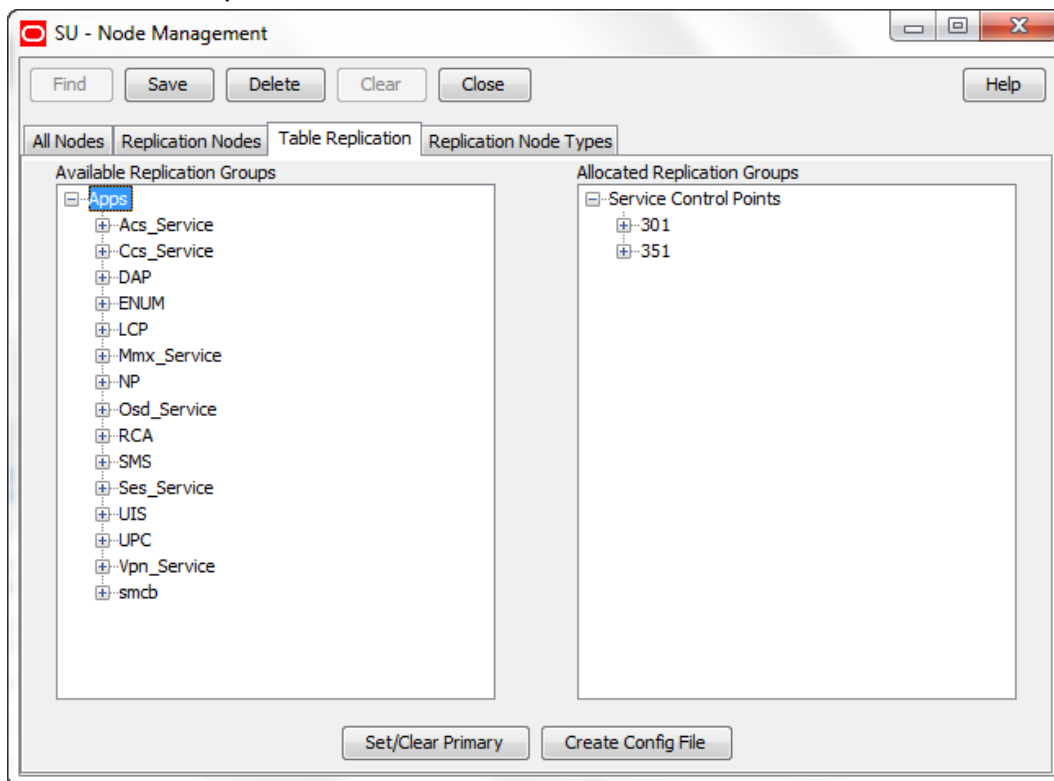 SU - Node Management
Find Save Delete Clear Close Help
All Nodes Replication Nodes Table Replication Replication Node Types
Available Replication Groups
Apps
Acs_Service
Ccs_Service
DAP
ENUM
LCP
Mmx_Service
NP
Osd_Service
RCA
SMS
Ses_Service
UIS
UPC
Vpn_Service
smcb
Allocated Replication Groups
Service Control Points
301
351
Set/Clear Primary Create Config File